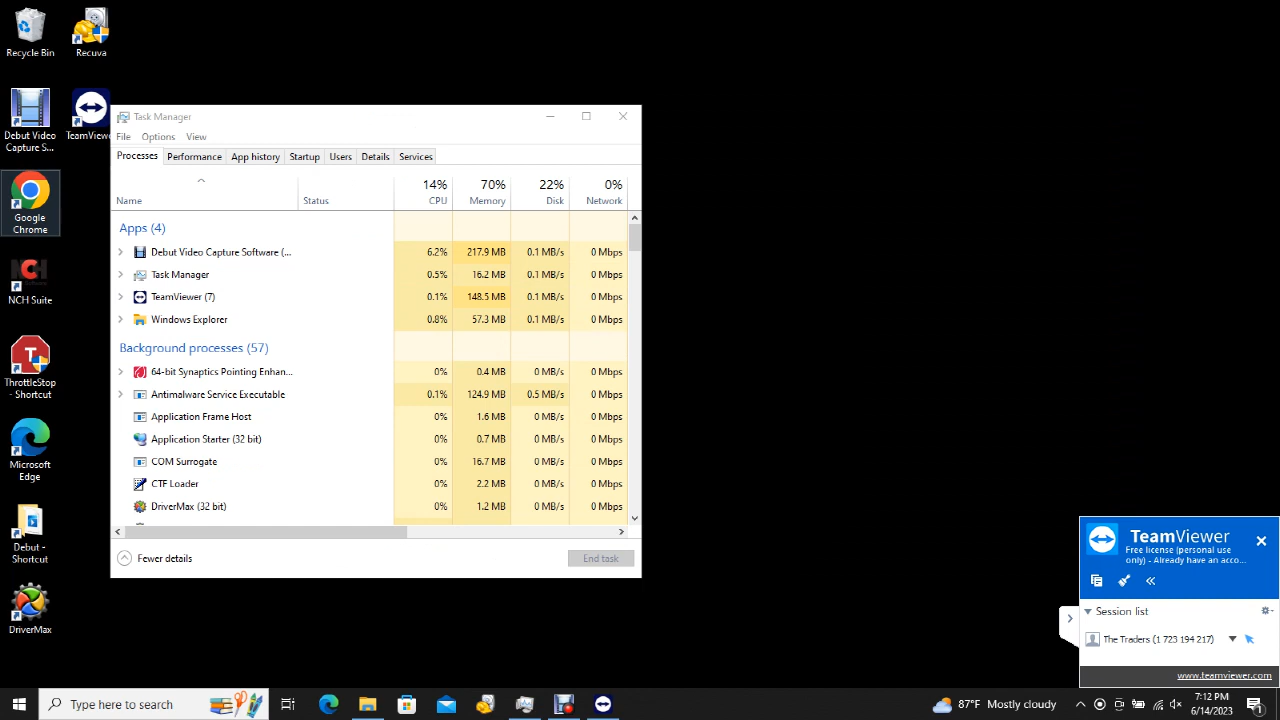 Recycle Bin
Recuva
Debut Video
Capture S...
TeamViewe
Google
Chrome
NCH Suite
ThrottleStop
- Shortcut
Microsoft
Edge
Debut -
Shortcut
DriverMax
Task Manager
File Options View
Processes Performance App history Startup Users Details Services
14% 70% 22% 0%
Name Status CPU Memory Disk Network
Apps (4)
Debut Video Capture Software (... 6.2% 217.9 MB 0.1 MB/s 0 Mbps
Task Manager 0.5% 16.2 MB 0.1 MB/s 0 Mbps
TeamViewer (7) 0.1% 148.5 MB 0.1 MB/s 0 Mbps
Windows Explorer 0.8% 57.3 MB 0.1 MB/s 0 Mbps
Background processes (57)
64-bit Synaptics Pointing Enhan... 0% 0.4 MB 0 MB/s 0 Mbps
Antimalware Service Executable 0.1% 124.9 MB 0.5 MB/s 0 Mbps
Application Frame Host 0% 1.6 MB 0 MB/s 0 Mbps
Application Starter (32 bit) 0% 0.7 MB 0 MB/s 0 Mbps
COM Surrogate 0% 16.7 MB 0 MB/s 0 Mbps
CTF Loader 0% 2.2 MB 0 MB/s 0 Mbps
DriverMax (32 bit) 0% 1.2 MB 0 MB/s 0 Mbps
Fewer details End task
TeamViewer
Free license (personal use
only) - Already have an acco...
Session list
The Traders (1 723 194 217)
www.teamviewer.com
Type here to search
87°F Mostly cloudy
7:12 PM
6/14/2023
1